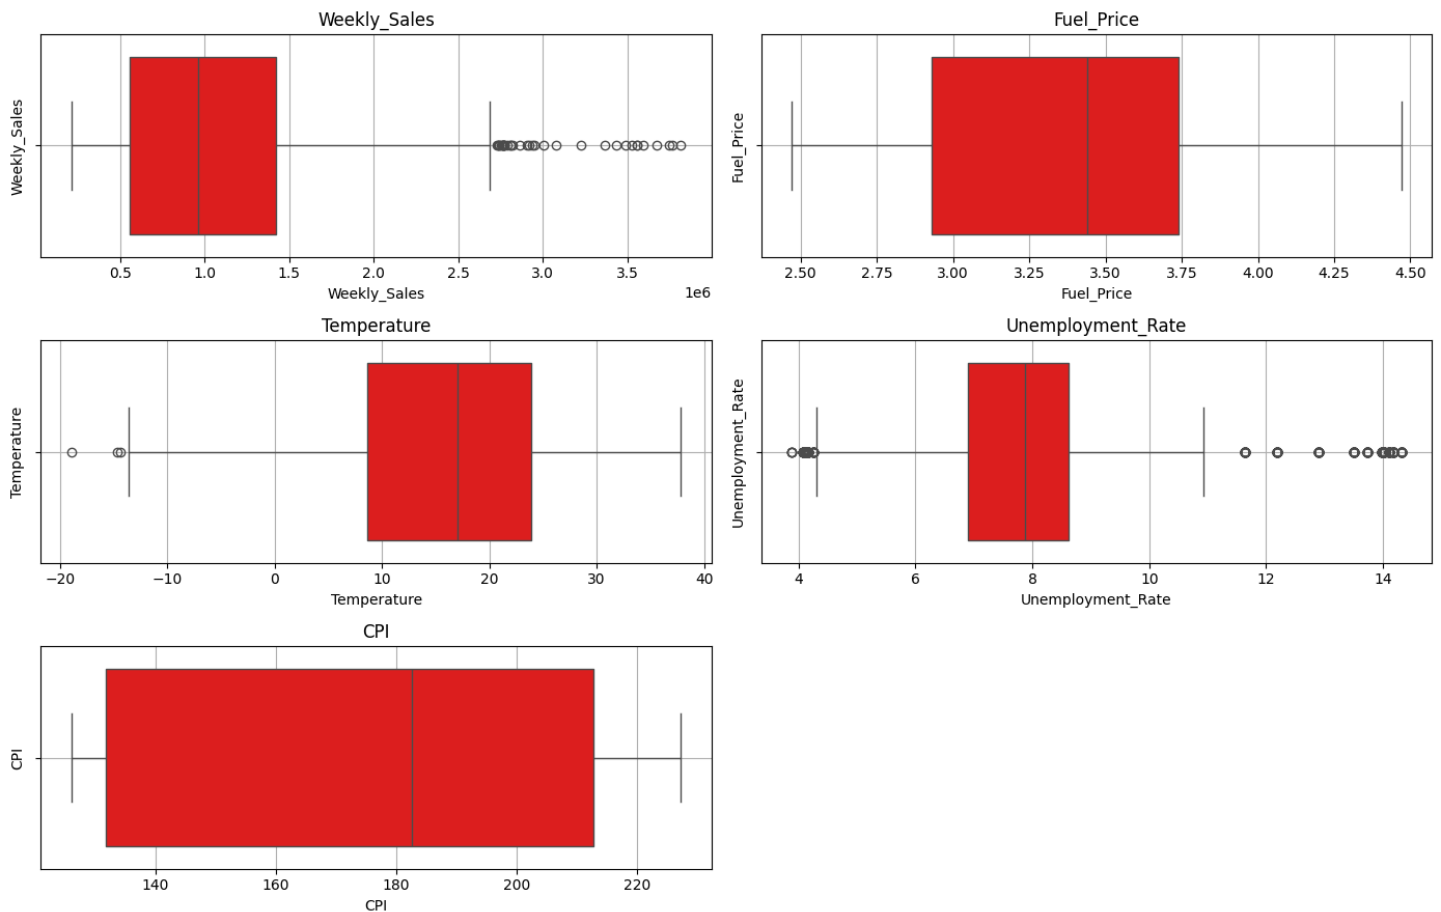 Weekly_Sales
Weekly_Sales
0.5 1.0 1.5 2.0 2.5 3.0 3.5
Weekly_Sales
1e6
Fuel_Price
Fuel_Price
2.50 2.75 3.00 3.25 3.50 3.75 4.00 4.25 4.50
Fuel_Price
Temperature
Temperature
−20 −10 0 10 20 30 40
Temperature
Unemployment_Rate
Unemployment_Rate
4 6 8 10 12 14
Unemployment_Rate
CPI
CPI
140 160 180 200 220
CPI